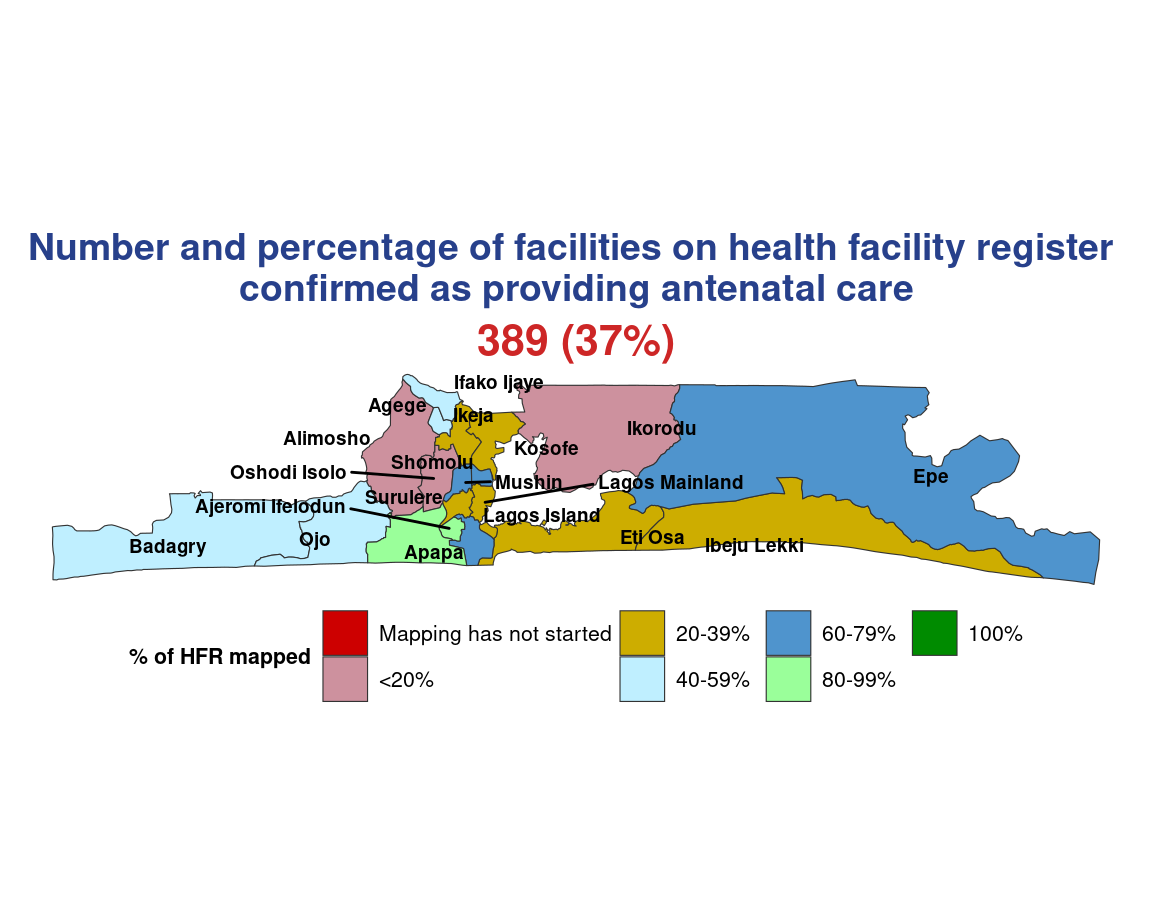 Number and percentage of facilities on health facility register
confirmed as providing antenatal care
389 (37%)
Ifako Ijaye
Agege
Ikeja
Alimosho
Ikorodu
Kosofe
Shomolu
Oshodi Isolo
Epe
Mushin
Lagos Mainland
Surulere
Ajeromi Ifelodun
Lagos Island
Ojo
Eti Osa
Badagry
Ibeju Lekki
Apapa
% of HFR mapped
Mapping has not started
<20%
20-39%
40-59%
60-79%
80-99%
100%